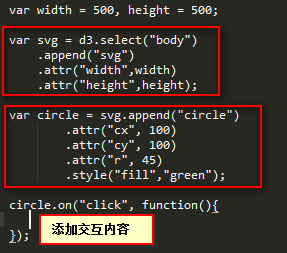 var width = 500, height = 500;
var svg = d3.select("body")
.append("svg")
.attr("width",width)
.attr("height",height);
var circle = svg.append("circle")
.attr("cx", 100)
.attr("cy", 100)
.attr("r", 45)
.style("fill","green");
circle.on("click", function(){
添加交互内容
});